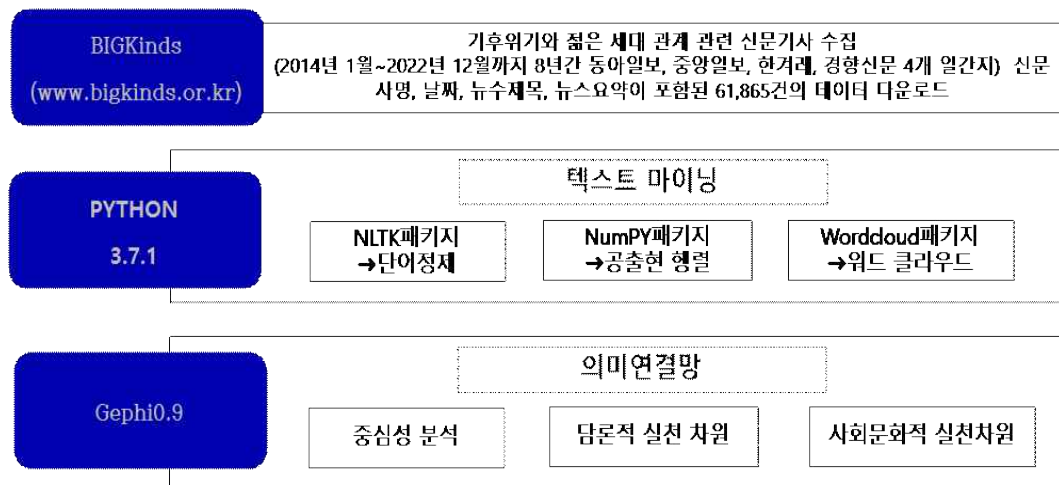 BIGKinds
(www.bigkinds.or.kr)
기후위기와 젊은 세대 관계 관련 신문기사 수집
(2014년 1월~2022년 12월까지 8년간 동아일보, 중앙일보, 한겨레, 경향신문 4개 일간지) 신문
사명, 날짜, 뉴수제목, 뉴스요약이 포함된 61,865건의 데이터 다운로드
PYTHON
3.7.1
텍스트 마이닝
NLTK패키지
→단어정제
NumPY패키지
→공출현 행렬
Wordcloud패키지
→워드 클라우드
Gephi0.9
의미연결망
중심성 분석
담론적 실천 차원
사회문화적 실천차원